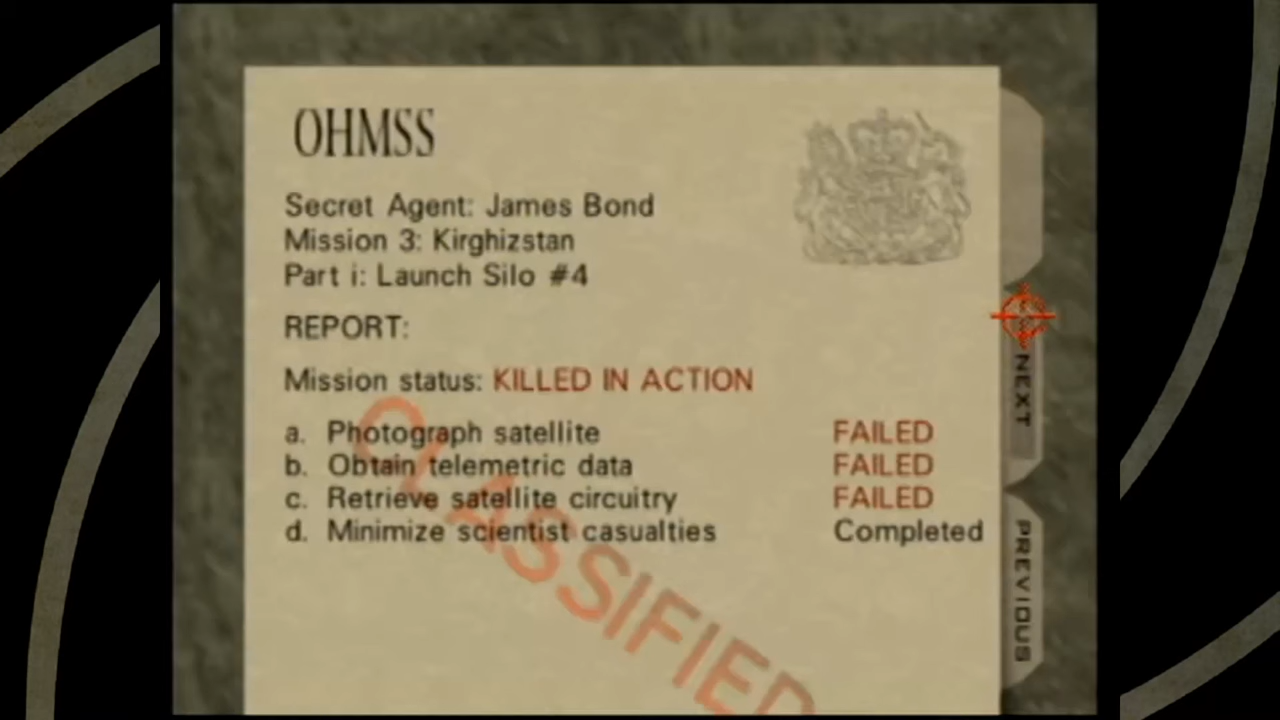 OHMSS
Secret Agent: James Bond
Mission 3: Kirghizstan
Part i: Launch Silo #4
REPORT:
Mission status: KILLED IN ACTION
a. Photograph satellite FAILED
b. Obtain telemetric data FAILED
c. Retrieve satellite circuitry FAILED
d. Minimize scientist casualties Completed
CLASSIFIED
NEXT
PREVIOUS